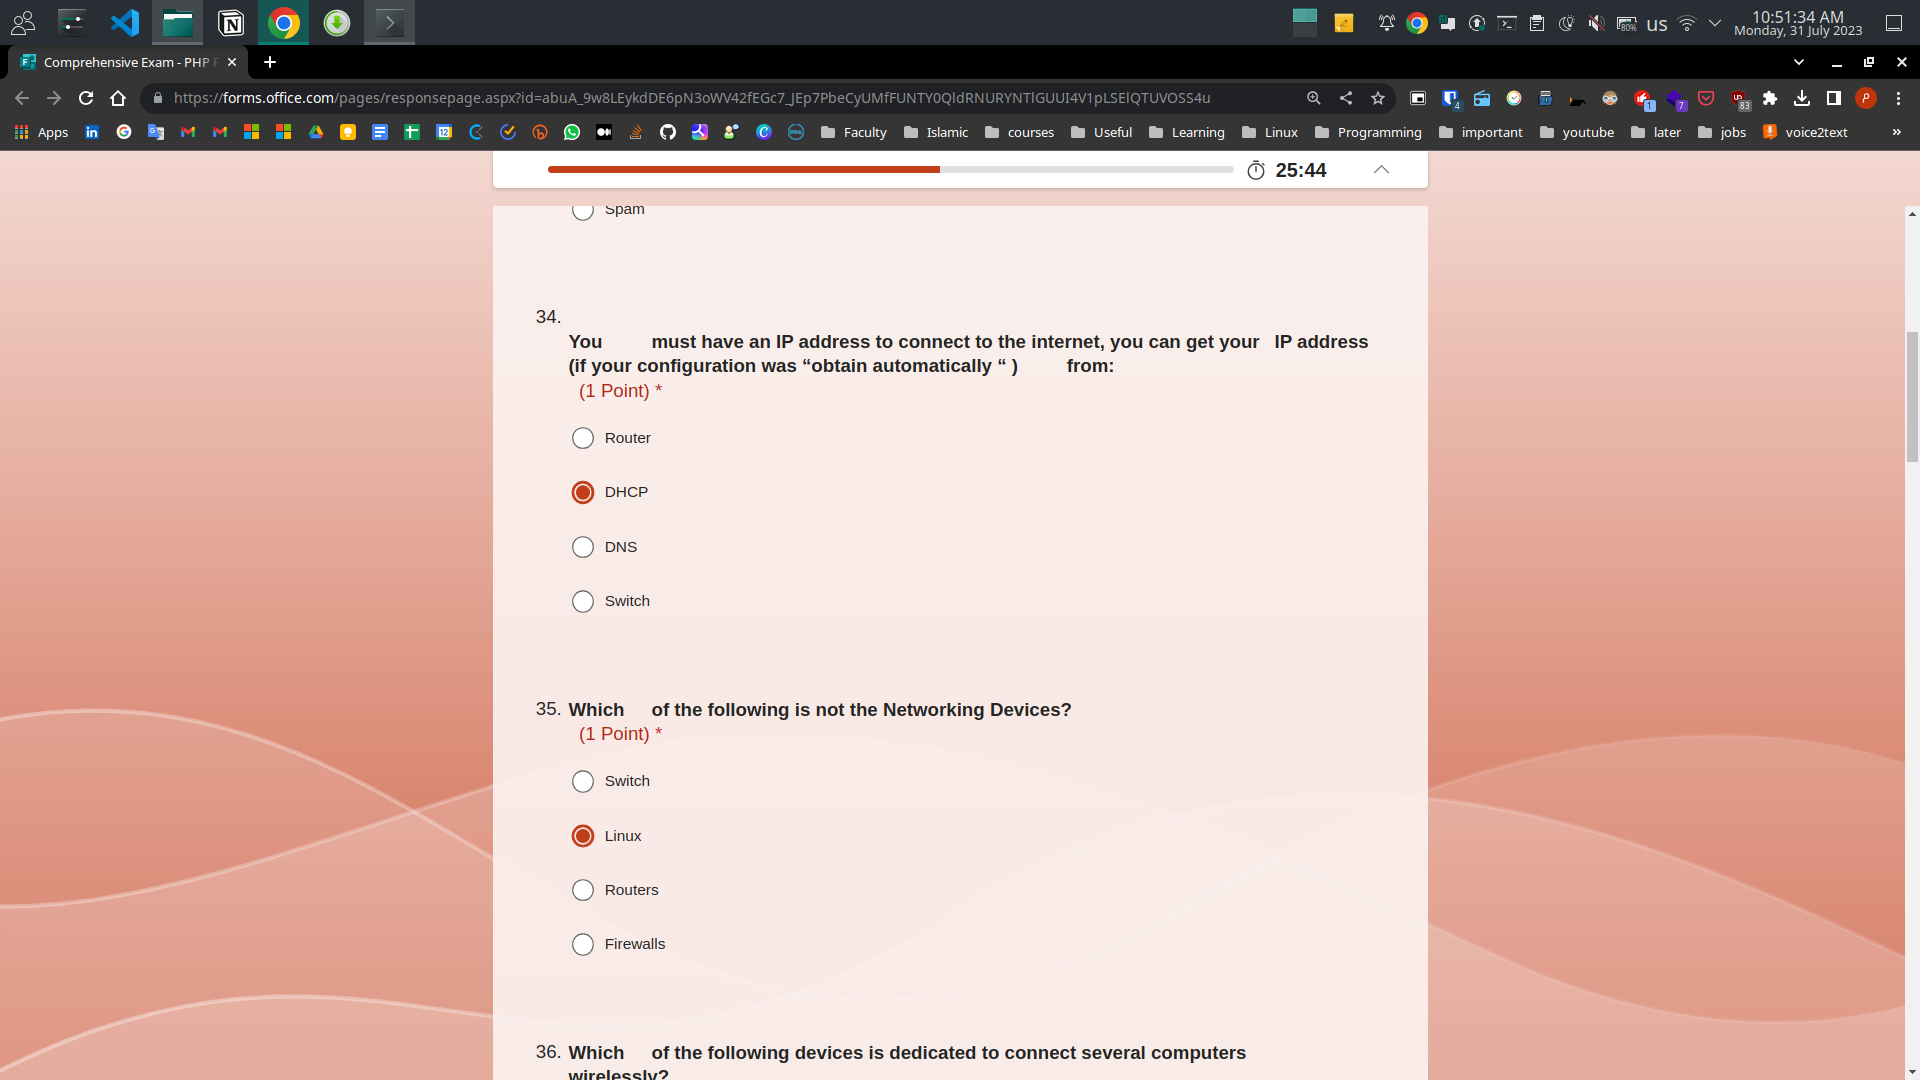 us
10:51:34 AM
Monday, 31 July 2023
80%
Comprehensive Exam - PHP F
https://forms.office.com/pages/responsepage.aspx?id=abuA_9w8LEykdDE6pN3oWV42fEGc7_JEp7PbeCyUMfFUNTY0QldRNURYNTlGUUI4V1pLSElQTUVOSS4u
4
1
7
83
Apps
Faculty
Islamic
courses
Useful
Learning
Linux
Programming
important
youtube
later
jobs
voice2text
»
25:44
Spam
34.
You must have an IP address to connect to the internet, you can get your IP address
(if your configuration was “obtain automatically “ ) from:
(1 Point) *
Router
DHCP
DNS
Switch
35. Which of the following is not the Networking Devices?
(1 Point) *
Switch
Linux
Routers
Firewalls
36. Which of the following devices is dedicated to connect several computers
wirelessly?